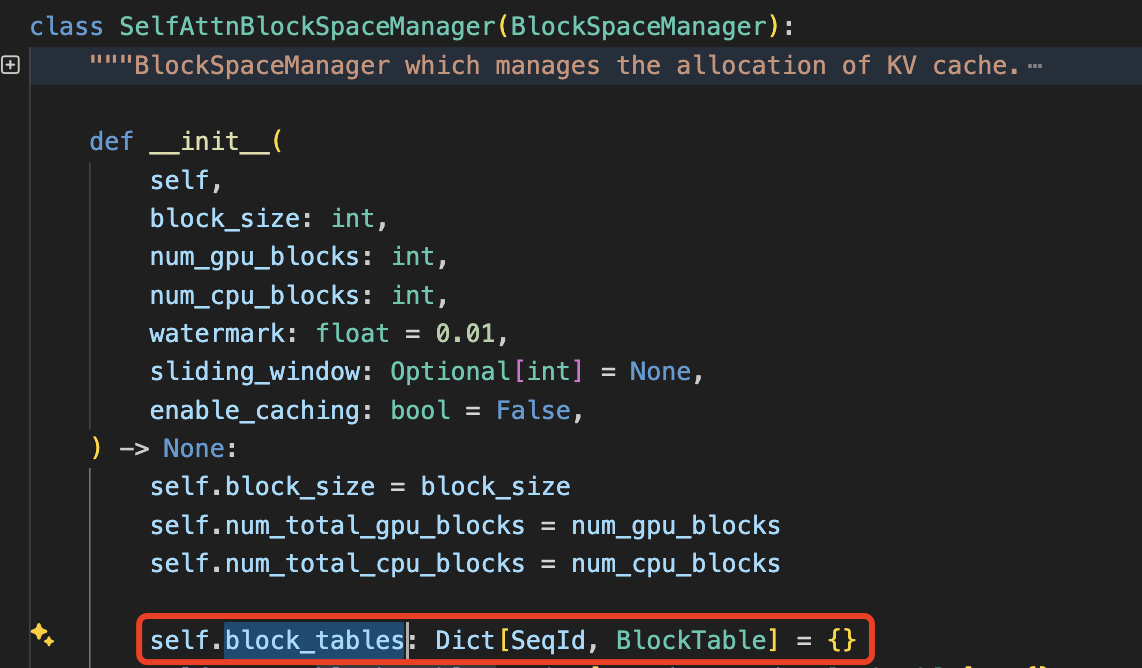 class SelfAttnBlockSpaceManager(BlockSpaceManager):
    """BlockSpaceManager which manages the allocation of KV cache. ⋯
    def __init__(
        self,
        block_size: int,
        num_gpu_blocks: int,
        num_cpu_blocks: int,
        watermark: float = 0.01,
        sliding_window: Optional[int] = None,
        enable_caching: bool = False,
    ) -> None:
        self.block_size = block_size
        self.num_total_gpu_blocks = num_gpu_blocks
        self.num_total_cpu_blocks = num_cpu_blocks
        self.block_tables: Dict[SeqId, BlockTable] = {}